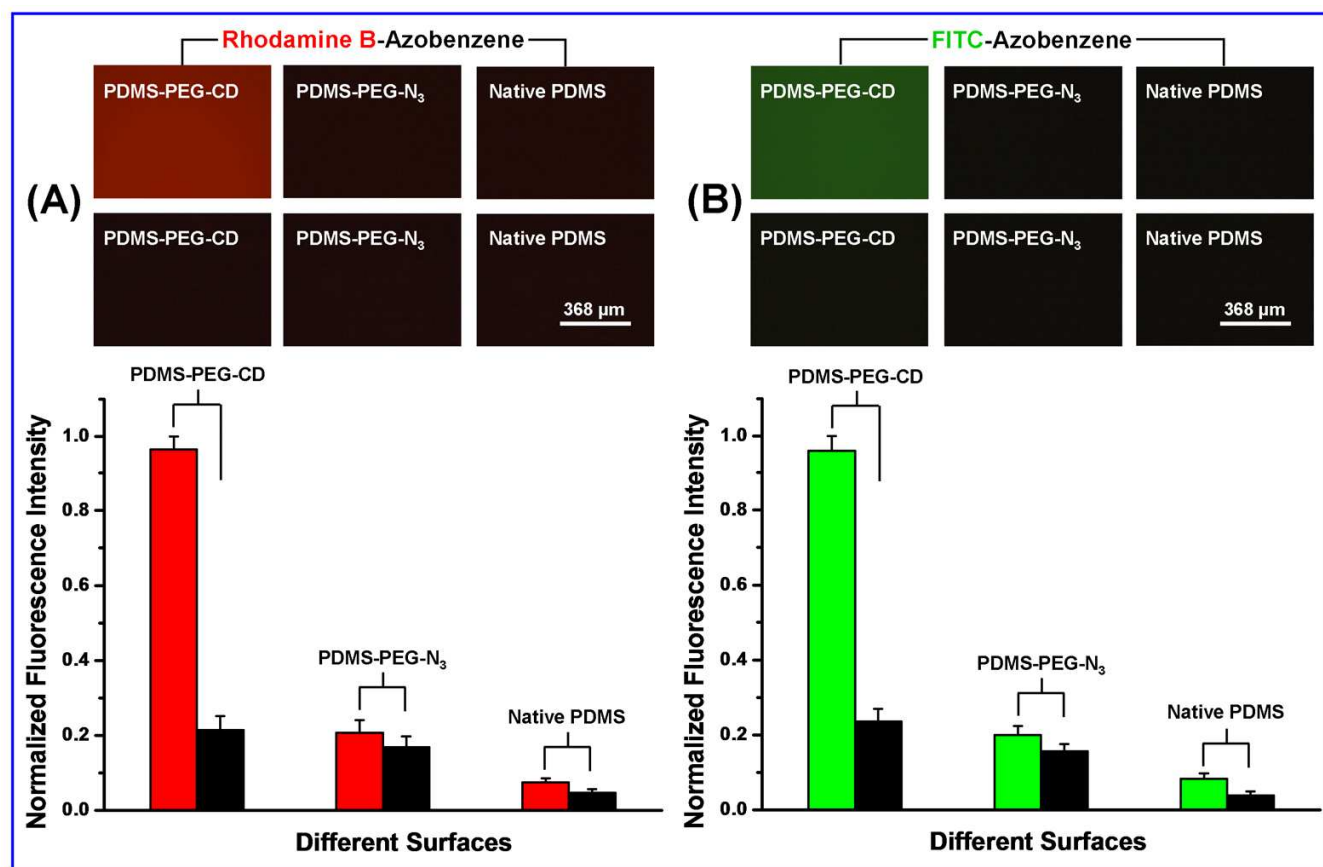 Rhodamine B-Azobenzene
PDMS-PEG-CD
PDMS-PEG-N₃
Native PDMS
(A)
PDMS-PEG-CD
PDMS-PEG-N₃
Native PDMS
368 µm
PDMS-PEG-CD
PDMS-PEG-N₃
Native PDMS
Normalized Fluorescence Intensity
1.0
0.8
0.6
0.4
0.2
0.0
Different Surfaces
FITC-Azobenzene
PDMS-PEG-CD
PDMS-PEG-N₃
Native PDMS
(B)
PDMS-PEG-CD
PDMS-PEG-N₃
Native PDMS
368 µm
PDMS-PEG-CD
PDMS-PEG-N₃
Native PDMS
Normalized Fluorescence Intensity
1.0
0.8
0.6
0.4
0.2
0.0
Different Surfaces